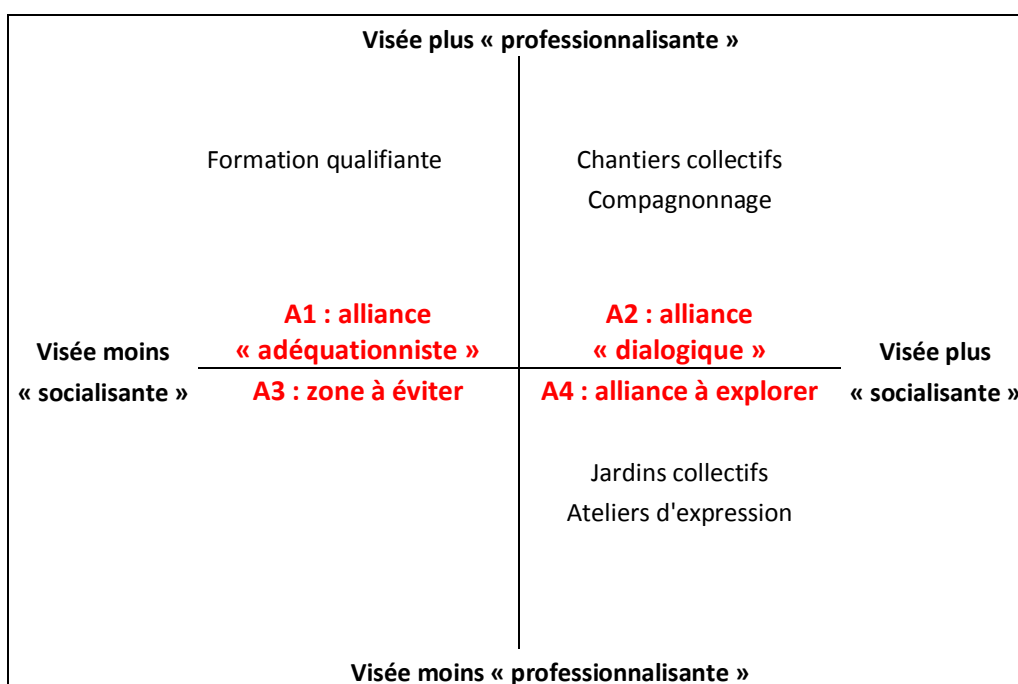 Visée plus « professionnalisante »
Formation qualifiante
Chantiers collectifs
Compagnonnage
A1 : alliance
« adéquationniste »
A2 : alliance
« dialogique »
Visée moins
« socialisante »
Visée plus
« socialisante »
A3 : zone à éviter
A4 : alliance à explorer
Jardins collectifs
Ateliers d'expression
Visée moins « professionnalisante »